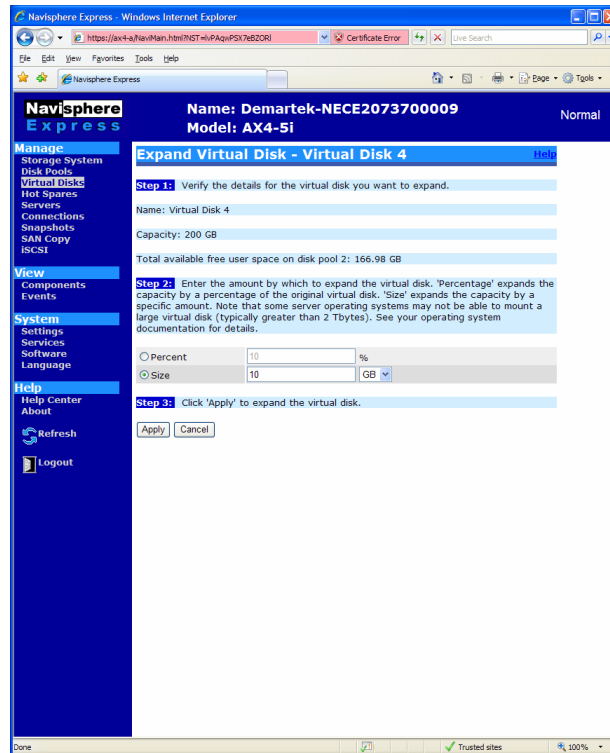 Navisphere Express - Windows Internet Explorer
https://ax4-a/NaviMain.html?NST=lvPAqwPSX7eBZORI
Certificate Error
Live Search
File Edit View Favorites Tools Help
Navisphere Express
Page Tools
Navisphere
Express
Name: Demartek-NECE2073700009
Model: AX4-5i
Normal
Manage
Storage System
Disk Pools
Virtual Disks
Hot Spares
Servers
Connections
Snapshots
SAN Copy
iSCSI
View
Components
Events
System
Settings
Services
Software
Language
Help
Help Center
About
Refresh
Logout
Expand Virtual Disk - Virtual Disk 4
Help
Step 1: Verify the details for the virtual disk you want to expand.
Name: Virtual Disk 4
Capacity: 200 GB
Total available free user space on disk pool 2: 166.98 GB
Step 2: Enter the amount by which to expand the virtual disk. 'Percentage' expands the
capacity by a percentage of the original virtual disk. 'Size' expands the capacity by a
specific amount. Note that some server operating systems may not be able to mount a
large virtual disk (typically greater than 2 Tbytes). See your operating system
documentation for details.
Percent 10 %
Size 10 GB
Step 3: Click 'Apply' to expand the virtual disk.
Apply Cancel
Done
Trusted sites
100%